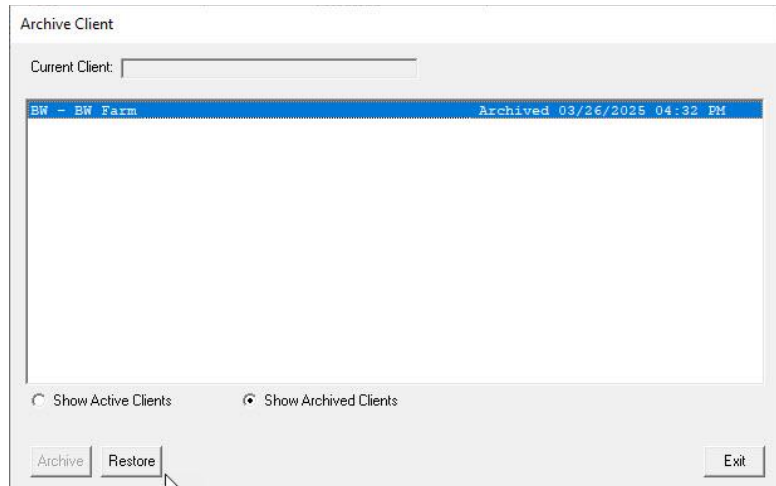 Archive Client
Current Client:
BW - BW Farm Archived 03/26/2025 04:32 PM
Show Active Clients Show Archived Clients
Archive Restore Exit